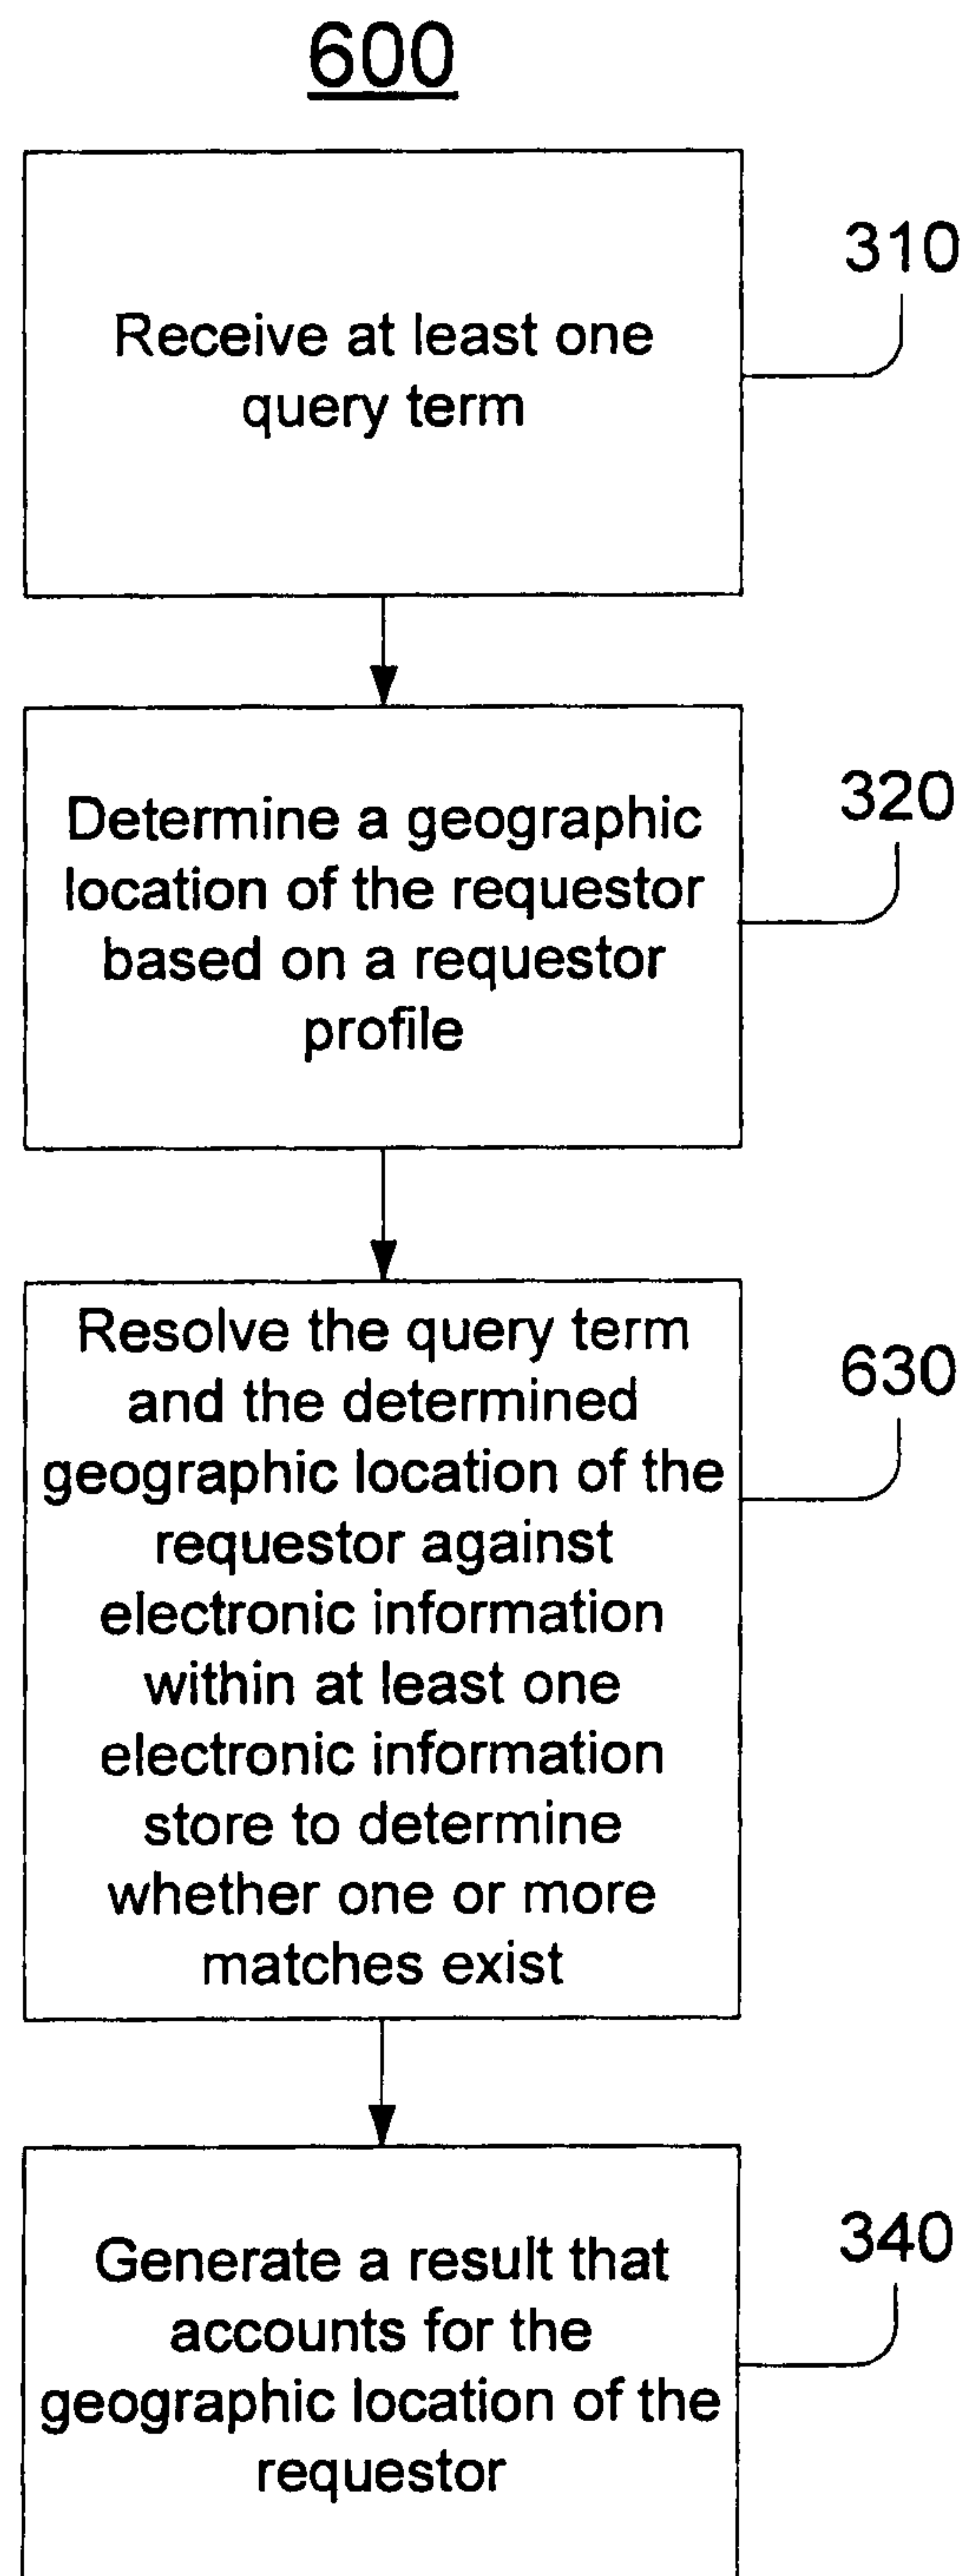 600
310
Receive at least one
query term
320
Determine a geographic
location of the requestor
based on a requestor
profile
630
Resolve the query term
and the determined
geographic location of the
requestor against
electronic information
within at least one
electronic information
store to determine
whether one or more
matches exist
340
Generate a result that
accounts for the
geographic location of the
requestor